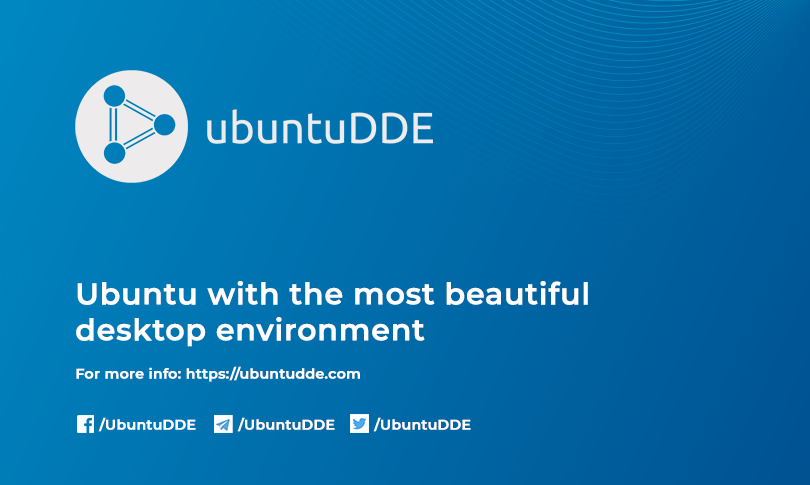 ubuntuDDE
Ubuntu with the most beautiful
desktop environment
For more info: https://ubuntudde.com
/UbuntuDDE /UbuntuDDE /UbuntuDDE